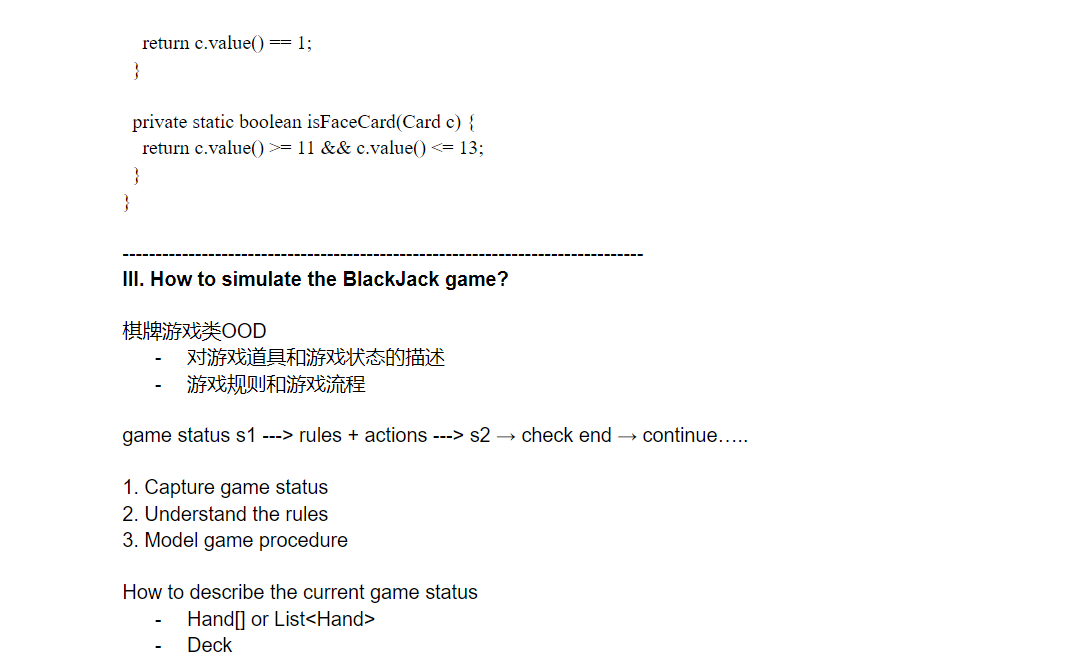 return c.value() == 1;
}
private static boolean isFaceCard(Card c) {
return c.value() >= 11 && c.value() <= 13;
}
}
--------------------------------------------------------------------------------
III. How to simulate the BlackJack game?
棋牌游戏类OOD
- 对游戏道具和游戏状态的描述
- 游戏规则和游戏流程
game status s1 ---> rules + actions ---> s2 → check end → continue…..
1. Capture game status
2. Understand the rules
3. Model game procedure
How to describe the current game status
- Hand[] or List<Hand>
- Deck